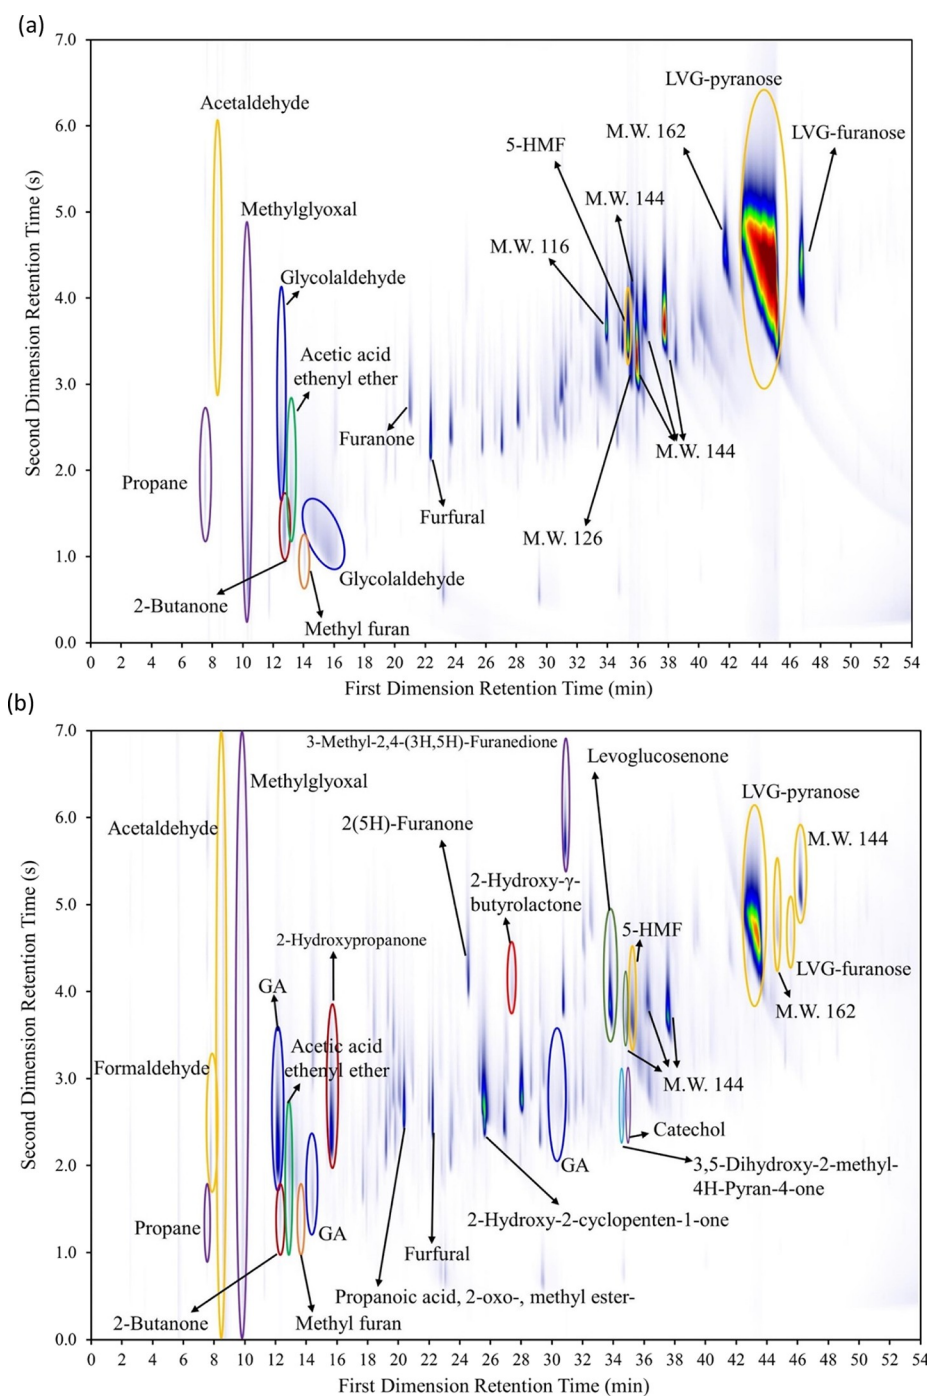 (a)
7.0
6.0
5.0
4.0
3.0
2.0
1.0
0.0
Second Dimension Retention Time (s)
Acetaldehyde
Methylglyoxal
Glycolaldehyde
Acetic acid
ethenyl ether
Propane
2-Butanone
Methyl furan
Glycolaldehyde
Furanone
Furfural
M.W. 126
M.W. 116
5-HMF
M.W. 144
M.W. 162
LVG-pyranose
LVG-furanose
M.W. 144
0 2 4 6 8 10 12 14 16 18 20 22 24 26 28 30 32 34 36 38 40 42 44 46 48 50 52 54
First Dimension Retention Time (min)
(b)
7.0
6.0
5.0
4.0
3.0
2.0
1.0
0.0
Second Dimension Retention Time (s)
3-Methyl-2,4-(3H,5H)-Furanedione
Levoglucosenone
Methylglyoxal
LVG-pyranose
Acetaldehyde
2(5H)-Furanone
M.W. 144
2-Hydroxy-γ-
butyrolactone
5-HMF
2-Hydroxypropanone
LVG-furanose
GA
M.W. 162
Acetic acid
ethenyl ether
Formaldehyde
M.W. 144
Catechol
GA
3,5-Dihydroxy-2-methyl-
4H-Pyran-4-one
Propane
GA
2-Hydroxy-2-cyclopenten-1-one
Furfural
Propanoic acid, 2-oxo-, methyl ester-
2-Butanone
Methyl furan
0 2 4 6 8 10 12 14 16 18 20 22 24 26 28 30 32 34 36 38 40 42 44 46 48 50 52 54
First Dimension Retention Time (min)